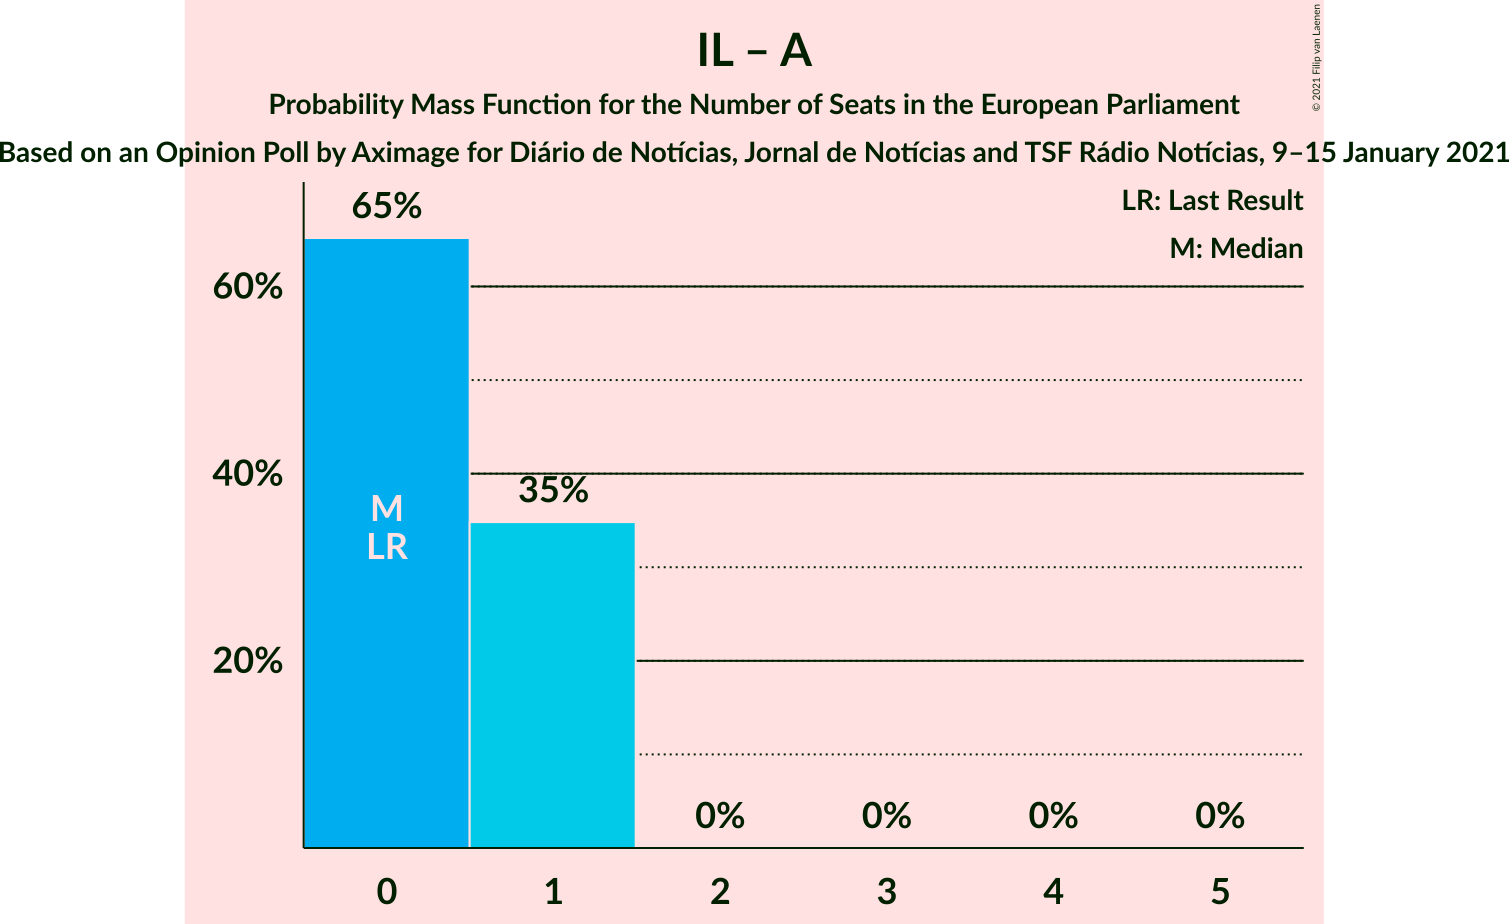 IL – A
Probability Mass Function for the Number of Seats in the European Parliament
Based on an Opinion Poll by Aximage for Diário de Notícias, Jornal de Notícias and TSF Rádio Notícias, 9–15 January 2021
© 2021 Filip van Laenen
LR: Last Result
M: Median
65%
60%
40%
35%
M
LR
20%
0% 0% 0% 0%
0 1 2 3 4 5